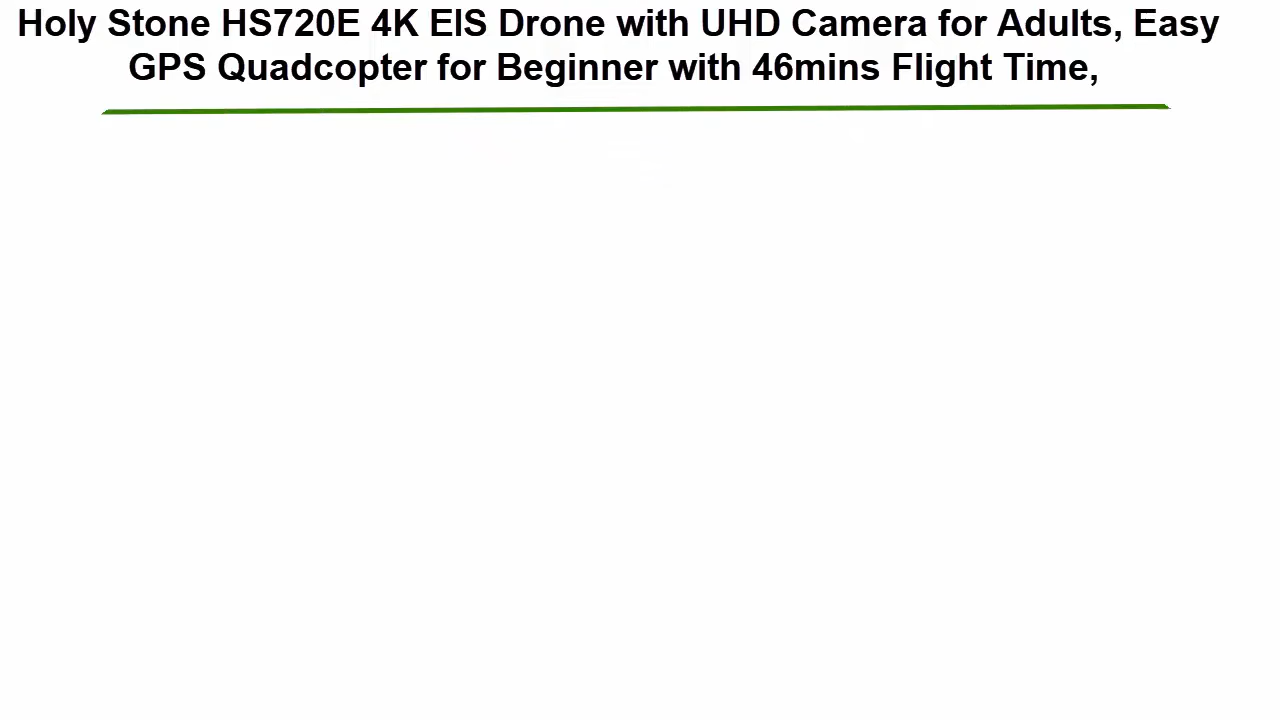 Holy Stone HS720E 4K EIS Drone with UHD Camera for Adults, Easy
GPS Quadcopter for Beginner with 46mins Flight Time,